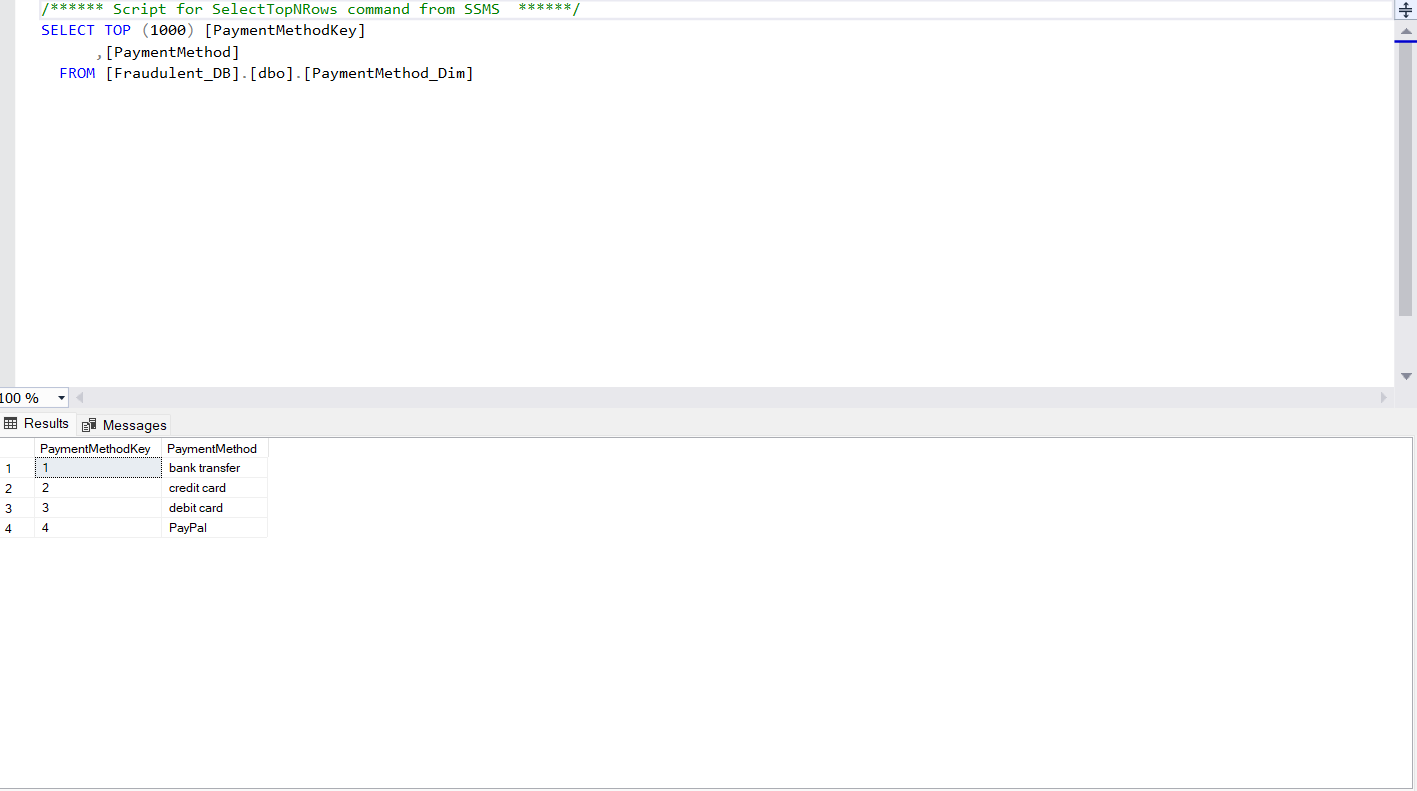 /****** Script for SelectTopNRows command from SSMS  ******/
SELECT TOP (1000) [PaymentMethodKey]
      ,[PaymentMethod]
  FROM [Fraudulent_DB].[dbo].[PaymentMethod_Dim]
100 %
Results Messages
PaymentMethodKey PaymentMethod
1 1 bank transfer
2 2 credit card
3 3 debit card
4 4 PayPal